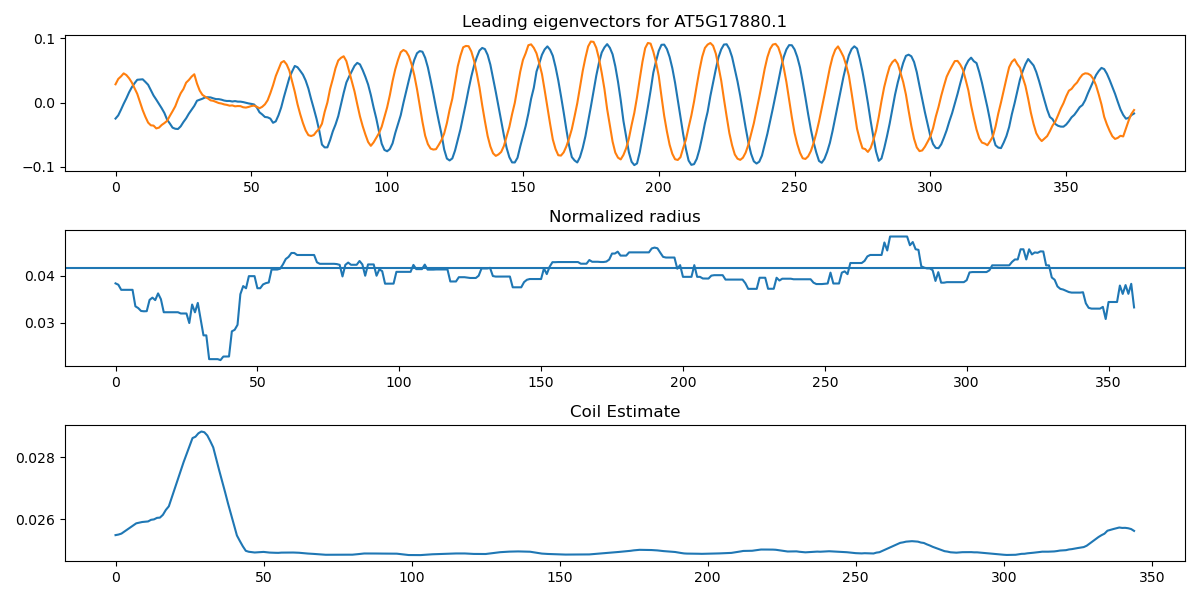 Leading eigenvectors for AT5G17880.1
0.1
0.0
−0.1
0 50 100 150 200 250 300 350
Normalized radius
0.04
0.03
0 50 100 150 200 250 300 350
Coil Estimate
0.028
0.026
0 50 100 150 200 250 300 350